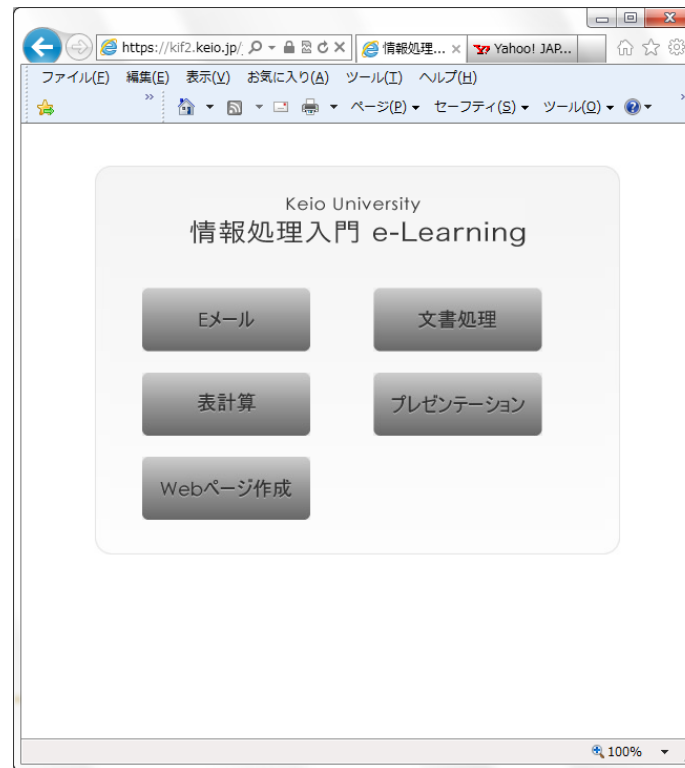 https://kif2.keio.jp/
情報処理...
Yahoo! JAP...
ファイル(F) 編集(E) 表示(V) お気に入り(A) ツール(T) ヘルプ(H)
ページ(P) セーフティ(S) ツール(O)
Keio University
情報処理入門 e-Learning
Eメール 文書処理
表計算 プレゼンテーション
Webページ作成
100%